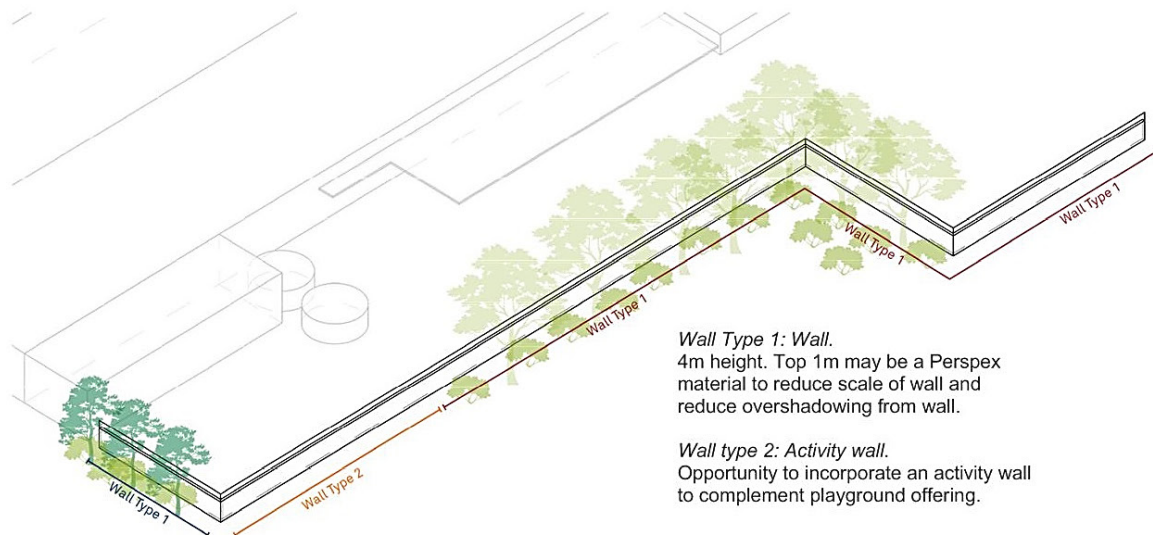 Wall Type 1
Wall Type 1
Wall Type 1
Wall Type 1: Wall.
4m height. Top 1m may be a Perspex
material to reduce scale of wall and
reduce overshadowing from wall.
Wall type 2: Activity wall.
Opportunity to incorporate an activity wall
to complement playground offering.
Wall Type 2
Wall Type 1